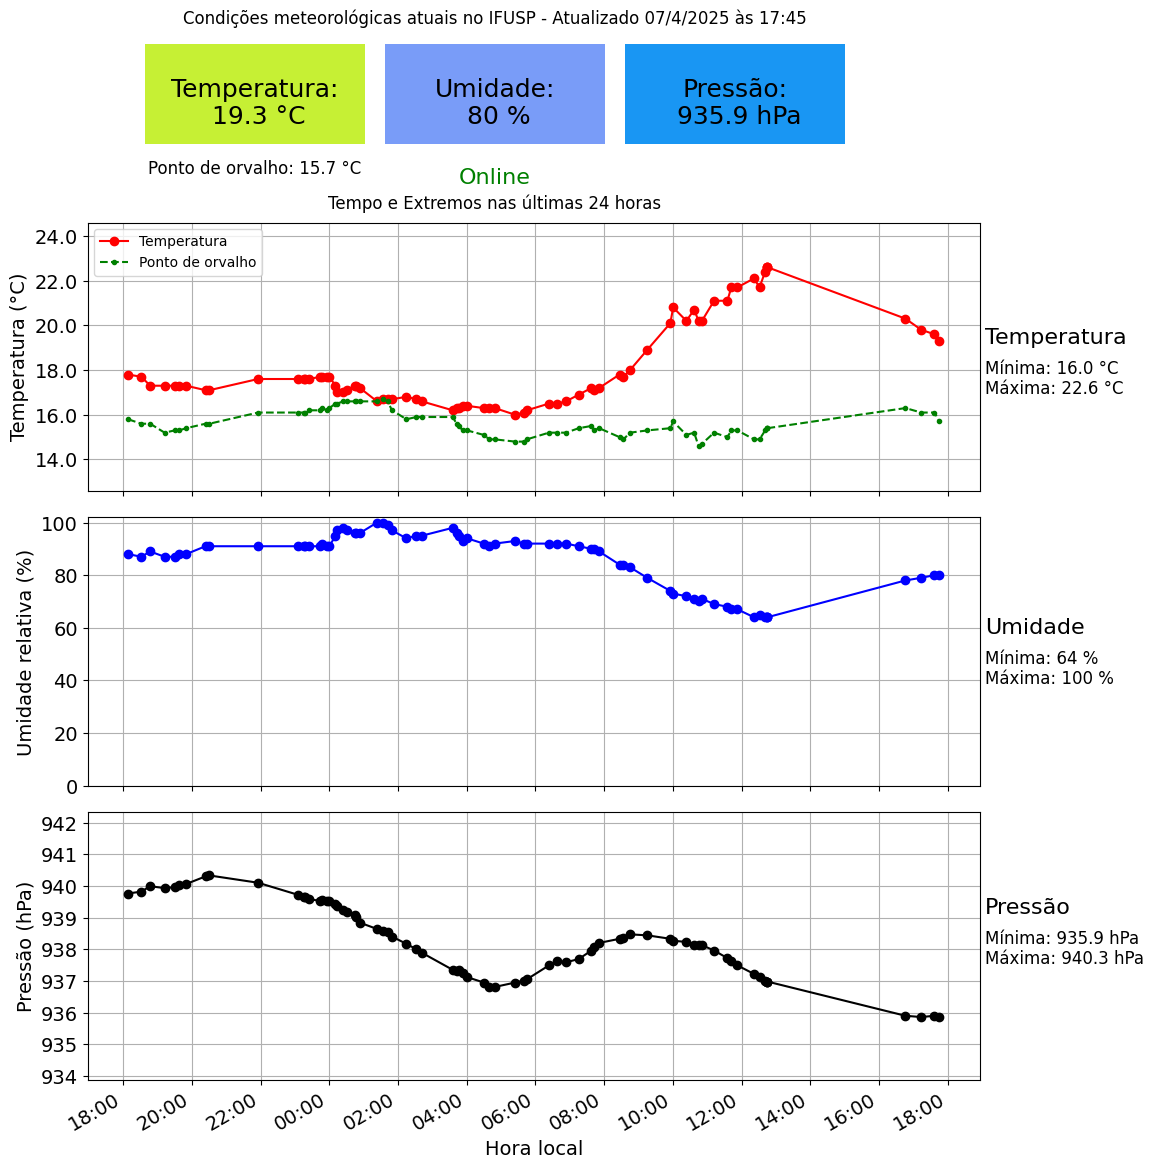 Condições meteorológicas atuais no IFUSP - Atualizado 07/4/2025 às 17:45
Temperatura:
19.3 °C
Umidade:
80 %
Pressão:
935.9 hPa
Ponto de orvalho: 15.7 °C
Online
Tempo e Extremos nas últimas 24 horas
Temperatura (°C)
24.0
22.0
20.0
18.0
16.0
14.0
Temperatura
Ponto de orvalho
Temperatura
Mínima: 16.0 °C
Máxima: 22.6 °C
Umidade relativa (%)
100
80
60
40
20
0
Umidade
Mínima: 64 %
Máxima: 100 %
Pressão (hPa)
942
941
940
939
938
937
936
935
934
Pressão
Mínima: 935.9 hPa
Máxima: 940.3 hPa
18:00
20:00
22:00
00:00
02:00
04:00
06:00
08:00
10:00
12:00
14:00
16:00
18:00
Hora local